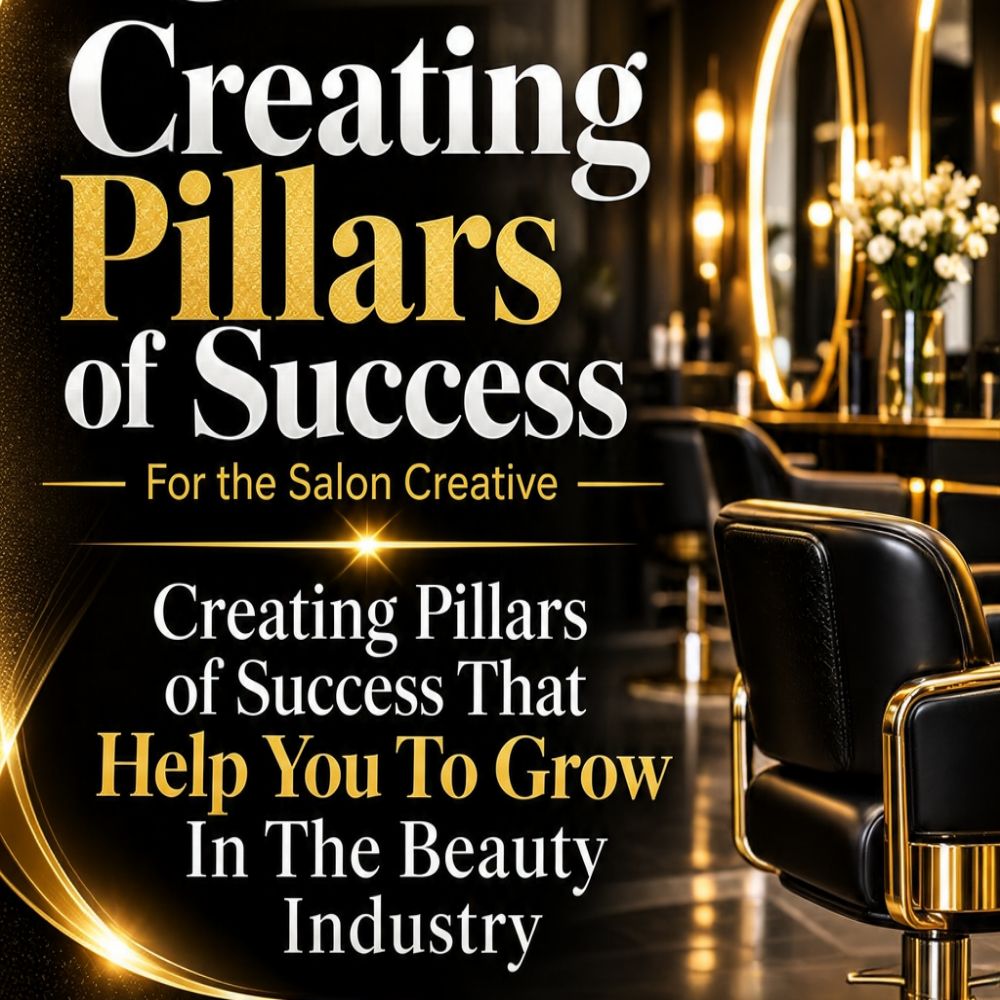 Creating
Pillars
of Success
For the Salon Creative
Creating Pillars
of Success That
Help You To Grow
In The Beauty
Industry